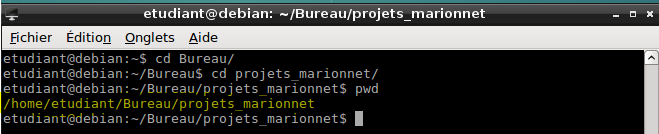 etudiant@debian: ~/Bureau/projets_marionnet
Fichier Édition Onglets Aide
etudiant@debian:~$ cd Bureau/
etudiant@debian:~/Bureau$ cd projets_marionnet/
etudiant@debian:~/Bureau/projets_marionnet$ pwd
/home/etudiant/Bureau/projets_marionnet
etudiant@debian:~/Bureau/projets_marionnet$